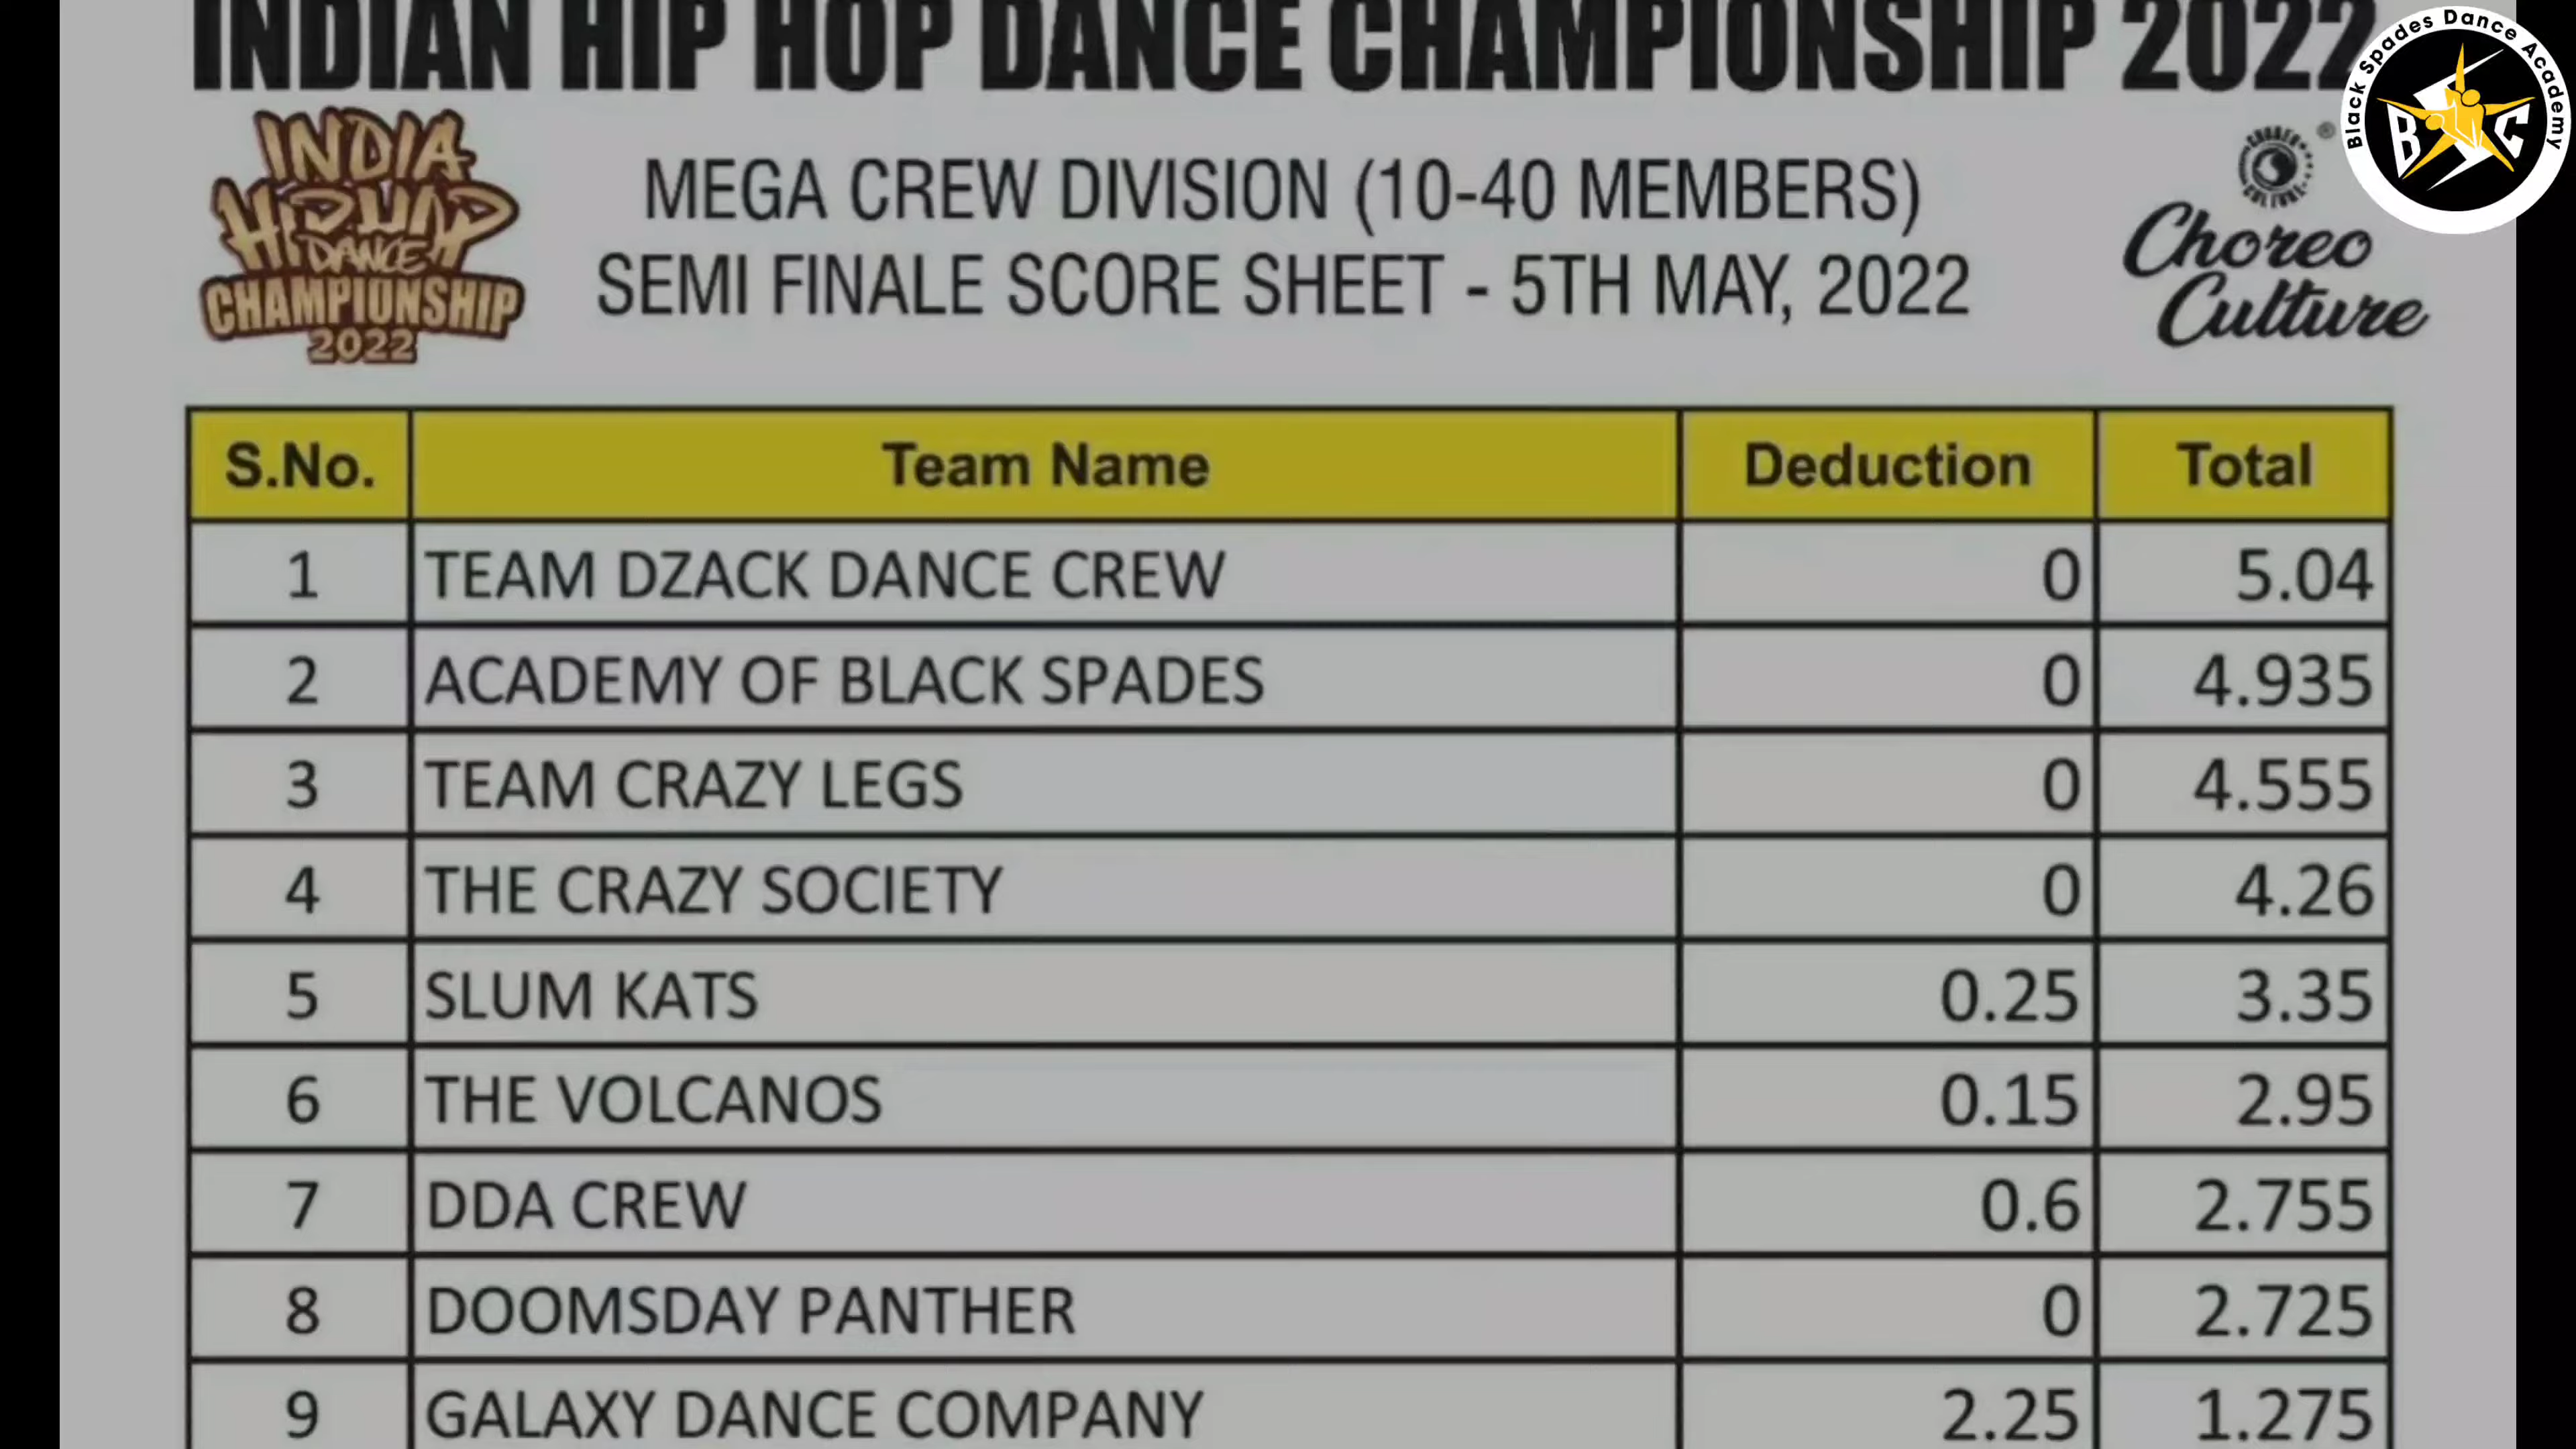 INDIAN HIP HOP DANCE CHAMPIONSHIP 2022
Black Spades Dance Academy
B C
INDIA
HIP HOP
DANCE
CHAMPIONSHIP
2022
MEGA CREW DIVISION (10-40 MEMBERS)
SEMI FINALE SCORE SHEET - 5TH MAY, 2022
CHOREO
CULTURE
®
Choreo
Culture
S.No. Team Name Deduction Total
1 TEAM DZACK DANCE CREW 0 5.04
2 ACADEMY OF BLACK SPADES 0 4.935
3 TEAM CRAZY LEGS 0 4.555
4 THE CRAZY SOCIETY 0 4.26
5 SLUM KATS 0.25 3.35
6 THE VOLCANOS 0.15 2.95
7 DDA CREW 0.6 2.755
8 DOOMSDAY PANTHER 0 2.725
9 GALAXY DANCE COMPANY 2.25 1.275